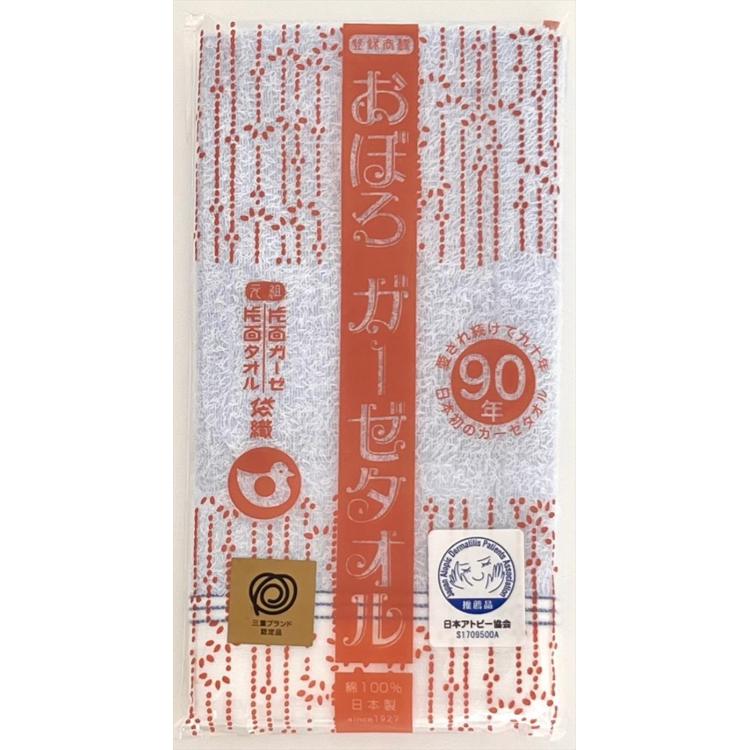 登録商標
おぼろ ガーゼタオル
綿100%
日本製
since1927
元祖
片面ガーゼ
片面タオル
袋織
愛され続けて九十年
90
年
日本初のガーゼタオル
三重ブランド
認定品
Japan Atopic Dermatitis Patients Association
推薦品
日本アトピー協会
S1709500A